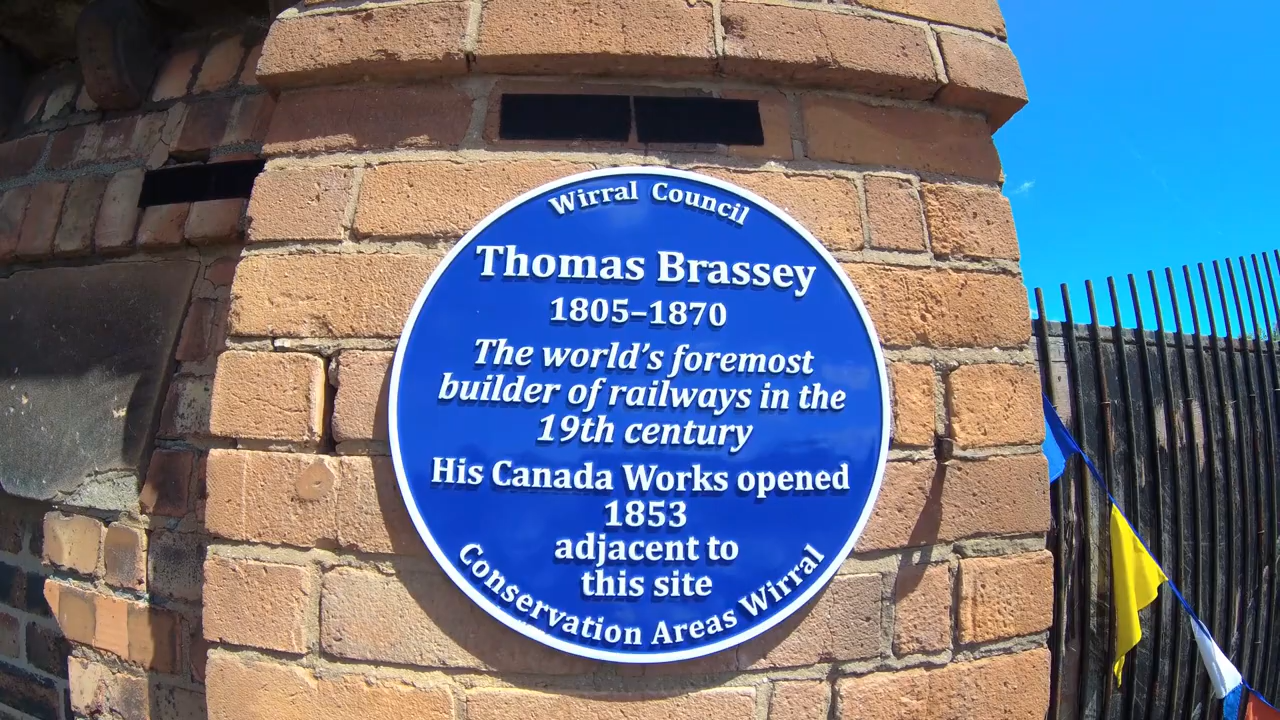 Wirral Council
Thomas Brassey
1805–1870
The world's foremost
builder of railways in the
19th century
His Canada Works opened
1853
adjacent to
this site
Conservation Areas Wirral